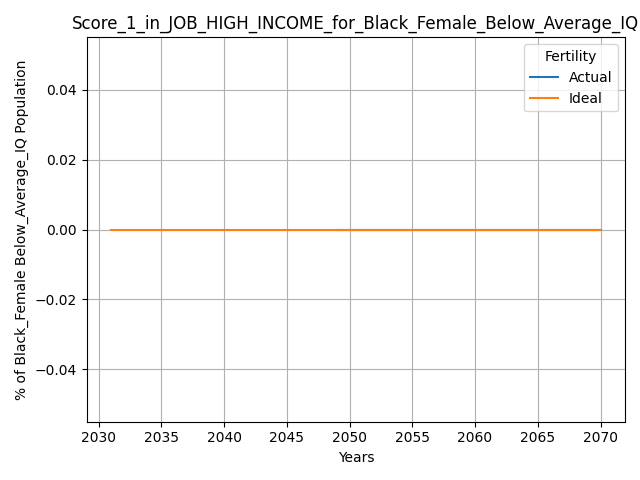 Score_1_in_JOB_HIGH_INCOME_for_Black_Female_Below_Average_IQ
Fertility
Actual
Ideal
% of Black_Female Below_Average_IQ Population
0.04
0.02
0.00
−0.02
−0.04
2030 2035 2040 2045 2050 2055 2060 2065 2070
Years